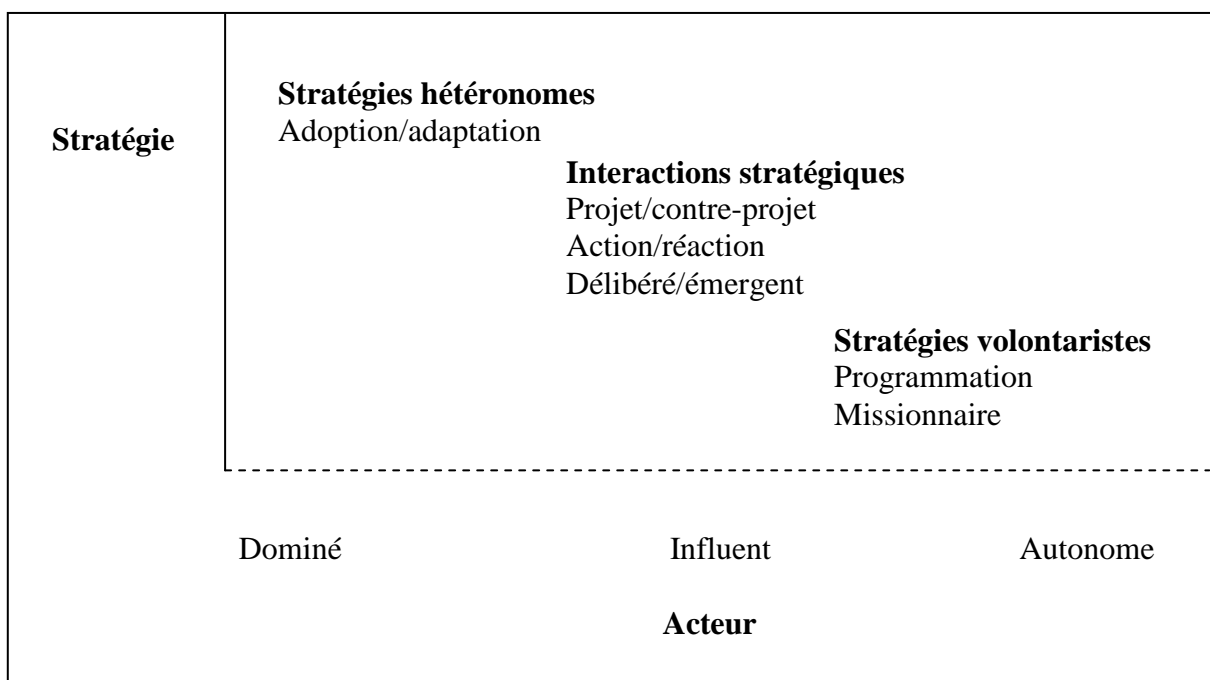 Stratégies hétéronomes
Stratégie
Adoption/adaptation
Interactions stratégiques
Projet/contre-projet
Action/réaction
Délibéré/émergent
Stratégies volontaristes
Programmation
Missionnaire
Dominé
Influent
Autonome
Acteur